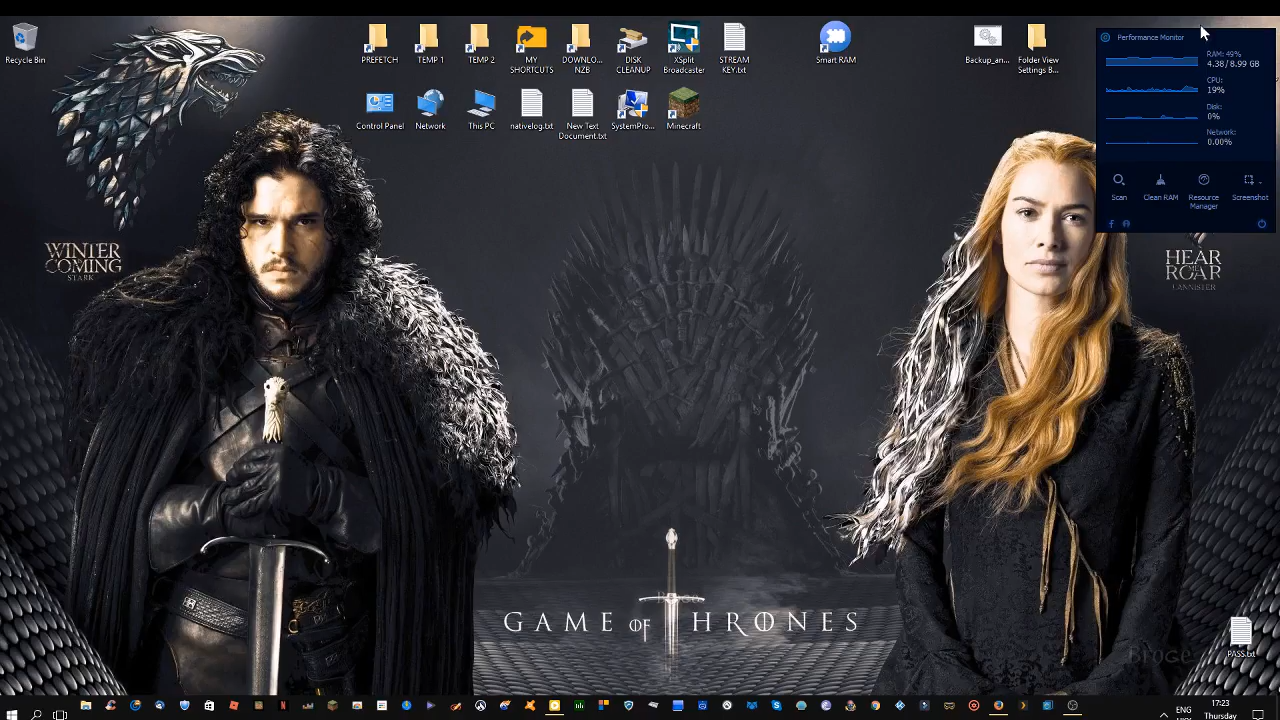 Recycle Bin
PREFETCH
TEMP 1
TEMP 2
MY SHORTCUTS
DOWNLO... NZB
DISK CLEANUP
XSplit Broadcaster
STREAM KEY.txt
Smart RAM
Backup_an...
Folder View Settings B...
Control Panel
Network
This PC
nativelog.txt
New Text Document.txt
SystemPro...
Minecraft
Performance Monitor
RAM: 49%
4.38/8.99 GB
CPU:
19%
Disk:
0%
Network:
0.00%
Scan
Clean RAM
Resource Manager
Screenshot
WINTER
COMING
STARK
HEAR
ROAR
LANNISTER
GAME OF THRONES
PASS.txt
ENG
17:23
Thursday